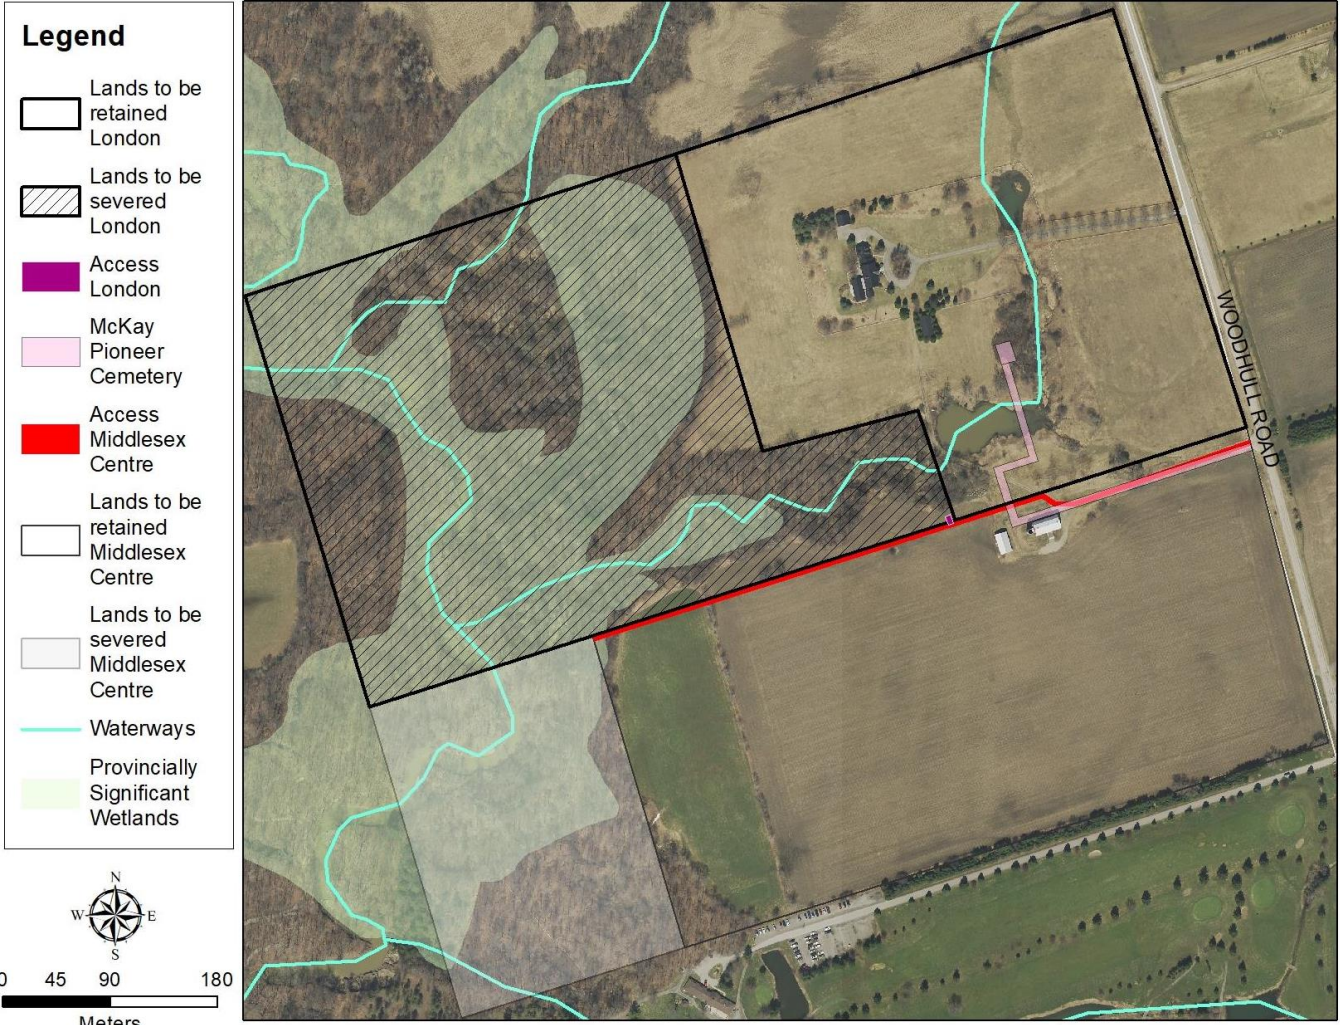 Legend
Lands to be
retained
London
Lands to be
severed
London
Access
London
McKay
Pioneer
Cemetery
Access
Middlesex
Centre
Lands to be
retained
Middlesex
Centre
Lands to be
severed
Middlesex
Centre
Waterways
Provincially
Significant
Wetlands
N
W E
S
0 45 90 180
Meters
WOODHULL ROAD